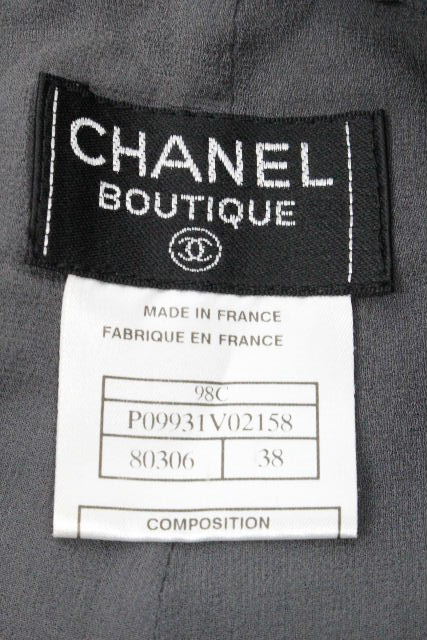 CHANEL
BOUTIQUE
MADE IN FRANCE
FABRIQUE EN FRANCE
98C
P09931V02158
80306 38
COMPOSITION